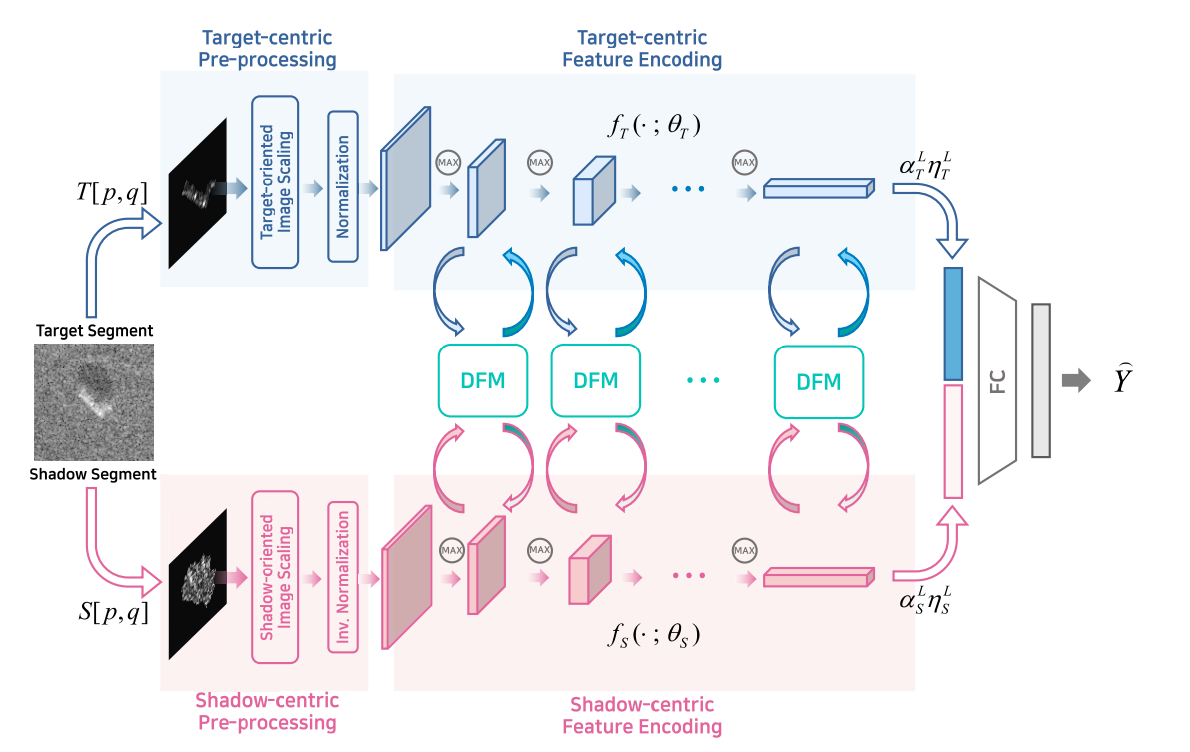 Target-centric
Pre-processing
Target-centric
Feature Encoding
T[p,q]
Target-oriented
Image Scaling
Normalization
MAX
MAX
f_T(· ; θ_T)
• • •
MAX
α_T^L η_T^L
Target Segment
DFM
DFM
• • •
DFM
FC
Ŷ
Shadow Segment
S[p,q]
Shadow-oriented
Image Scaling
Inv. Normalization
MAX
MAX
• • •
MAX
f_S(· ; θ_S)
α_S^L η_S^L
Shadow-centric
Pre-processing
Shadow-centric
Feature Encoding